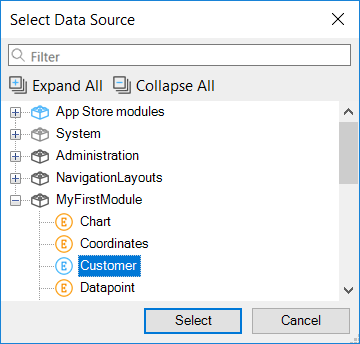 Select Data Source
Filter
Expand All Collapse All
App Store modules
System
Administration
NavigationLayouts
MyFirstModule
E Chart
E Coordinates
E Customer
E Datapoint
Select Cancel